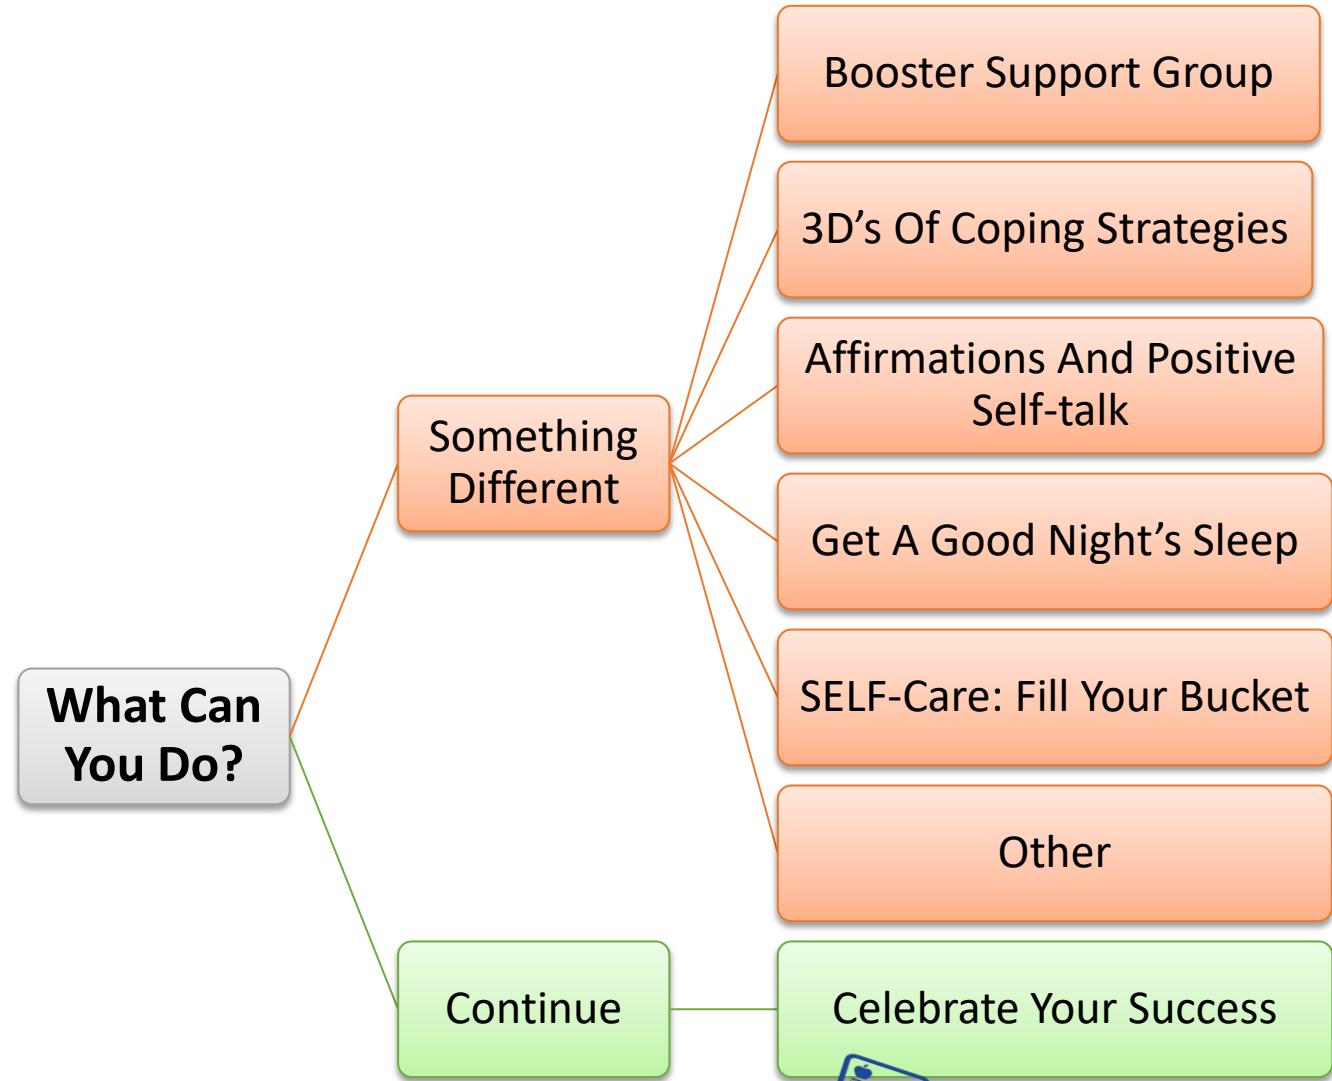 Booster Support Group
3D’s Of Coping Strategies
Affirmations And Positive
Self-talk
Something
Different
Get A Good Night’s Sleep
SELF-Care: Fill Your Bucket
What Can
You Do?
Other
Continue
Celebrate Your Success